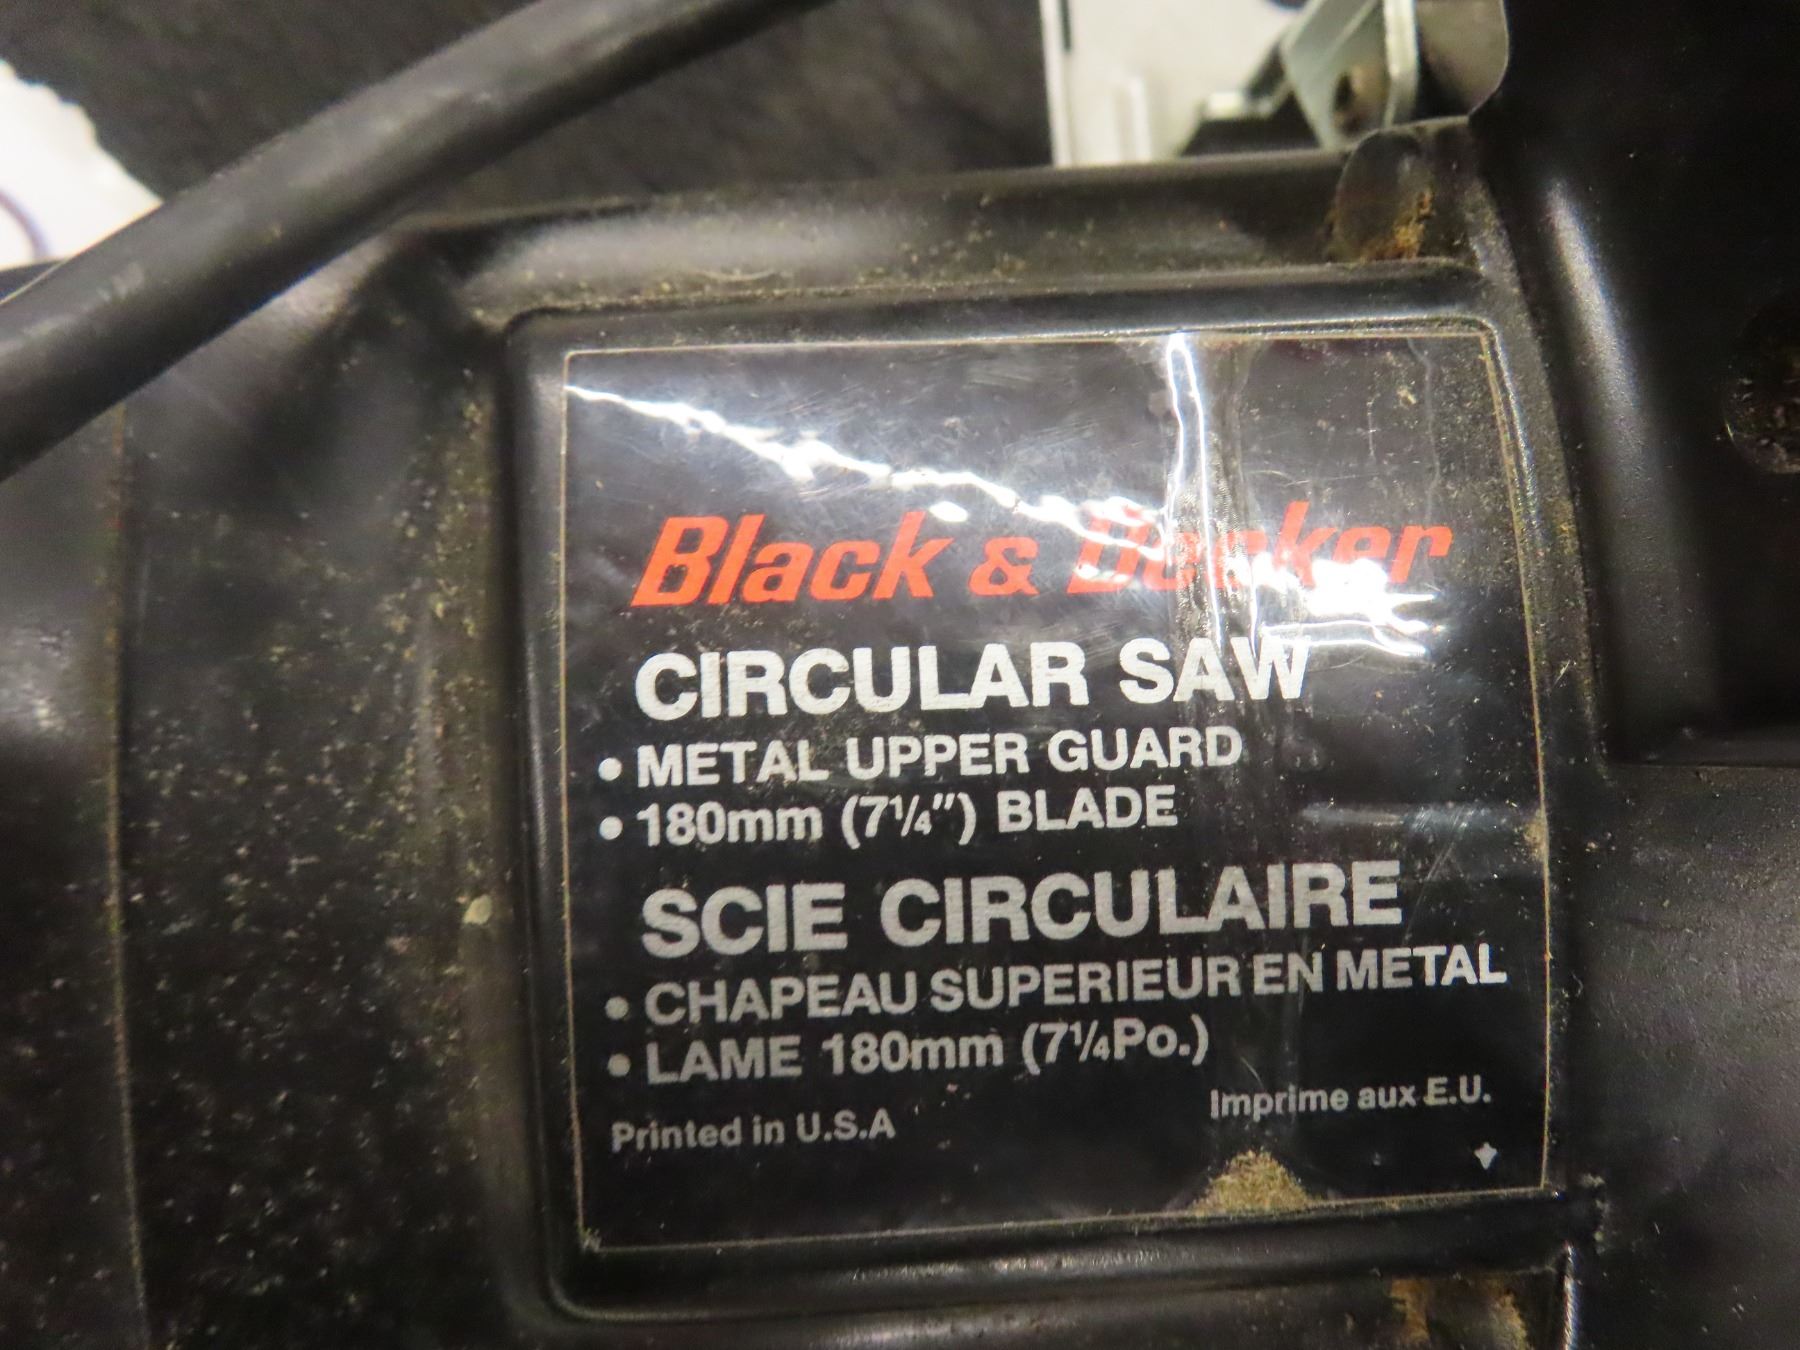 Black & Decker
CIRCULAR SAW
• METAL UPPER GUARD
• 180mm (7¼") BLADE
SCIE CIRCULAIRE
• CHAPEAU SUPERIEUR EN METAL
• LAME 180mm (7¼Po.)
Printed in U.S.A
Imprime aux E.U.